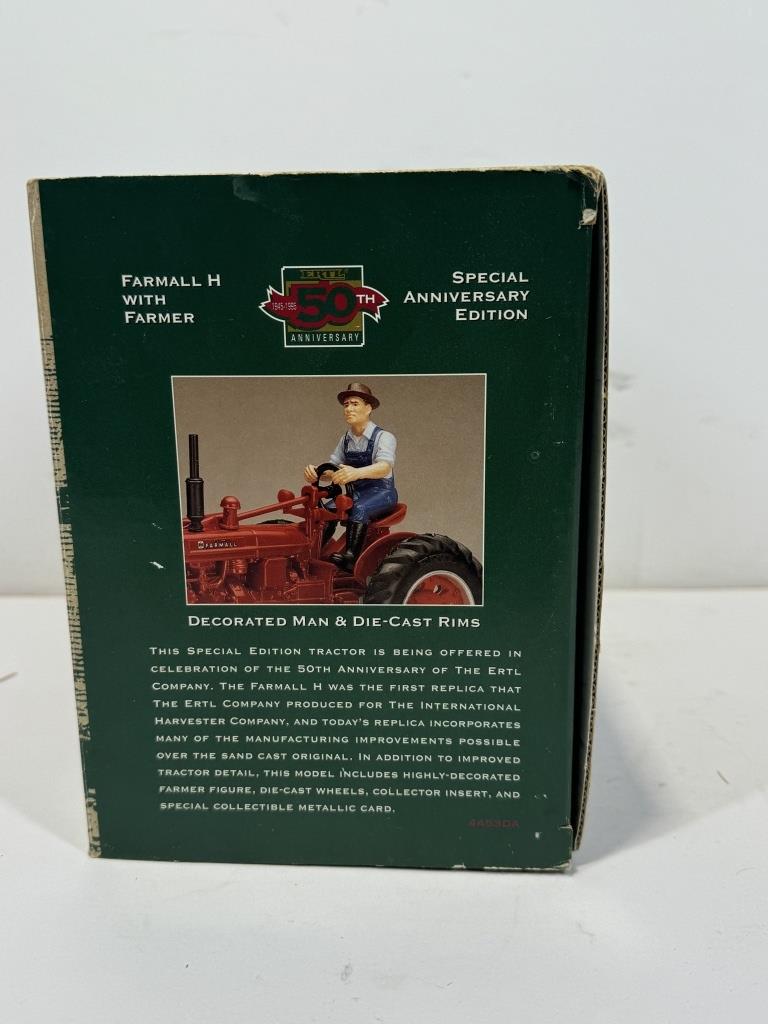 FARMALL H
WITH
FARMER
ERTL
1945-1995
50TH
ANNIVERSARY
SPECIAL
ANNIVERSARY
EDITION
FARMALL
DECORATED MAN & DIE-CAST RIMS
THIS SPECIAL EDITION TRACTOR IS BEING OFFERED IN
CELEBRATION OF THE 50TH ANNIVERSARY OF THE ERTL
COMPANY. THE FARMALL H WAS THE FIRST REPLICA THAT
THE ERTL COMPANY PRODUCED FOR THE INTERNATIONAL
HARVESTER COMPANY, AND TODAY'S REPLICA INCORPORATES
MANY OF THE MANUFACTURING IMPROVEMENTS POSSIBLE
OVER THE SAND CAST ORIGINAL. IN ADDITION TO IMPROVED
TRACTOR DETAIL, THIS MODEL INCLUDES HIGHLY-DECORATED
FARMER FIGURE, DIE-CAST WHEELS, COLLECTOR INSERT, AND
SPECIAL COLLECTIBLE METALLIC CARD.
4453DA